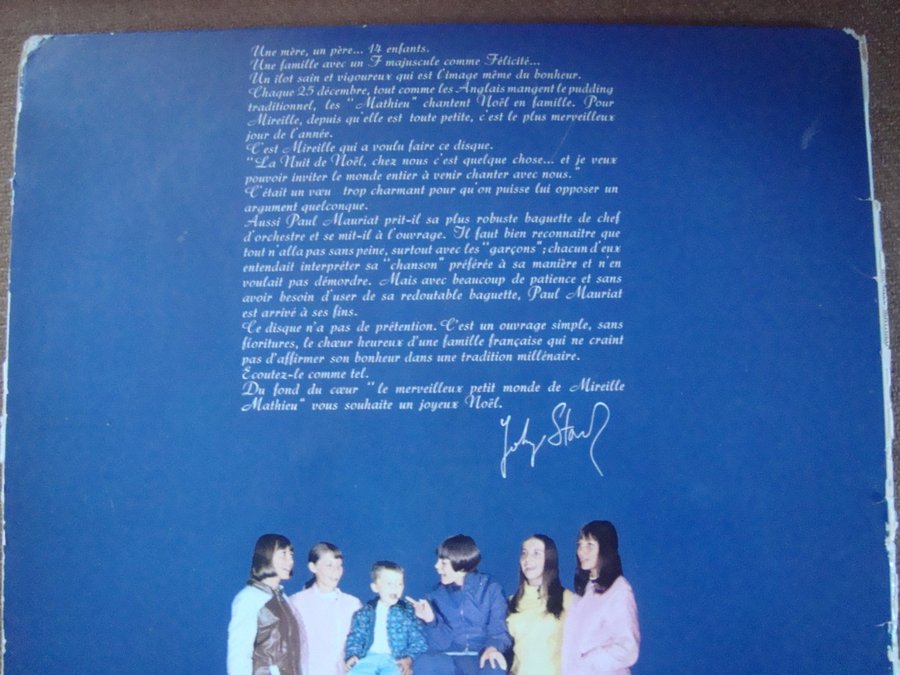 Une mère, un père... 14 enfants.
Une famille avec un F majuscule comme Félicité...
Un îlot sain et vigoureux qui est l'image même du bonheur.
Chaque 25 décembre, tout comme les Anglais mangent le pudding
traditionnel, les "Mathieu" chantent Noël en famille. Pour
Mireille, depuis qu'elle est toute petite, c'est le plus merveilleux
jour de l'année.
C'est Mireille qui a voulu faire ce disque.
"La Nuit de Noël, chez nous c'est quelque chose... et je veux
pouvoir inviter le monde entier à venir chanter avec nous."
C'était un vœu trop charmant pour qu'on puisse lui opposer un
argument quelconque.
Aussi Paul Mauriat prit-il sa plus robuste baguette de chef
d'orchestre et se mit-il à l'ouvrage. Il faut bien reconnaitre que
tout n'alla pas sans peine, surtout avec les "garçons"; chacun d'eux
entendait interpréter sa "chanson" préférée à sa manière et n'en
voulait pas démordre. Mais avec beaucoup de patience et sans
avoir besoin d'user de sa redoutable baguette, Paul Mauriat
est arrivé à ses fins.
Ce disque n'a pas de prétention. C'est un ouvrage simple, sans
fioritures, le chœur heureux d'une famille française qui ne craint
pas d'affirmer son bonheur dans une tradition millénaire.
Ecoutez-le comme tel.
Du fond du cœur "le merveilleux petit monde de Mireille
Mathieu" vous souhaite un joyeux Noël.